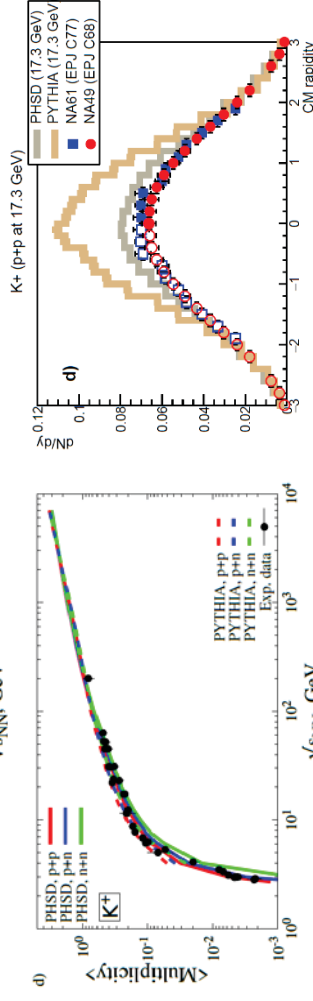 d)
PHSD, p+p
PHSD, p+n
PHSD, n+n
K+
PYTHIA, p+p
PYTHIA, p+n
PYTHIA, n+n
Exp. data
<Multiplicity>
10^0
10^-1
10^-2
10^-3
10^0
10^1
10^2
10^3
10^4
K+ (p+p at 17.3 GeV)
PHSD (17.3 GeV)
PYTHIA (17.3 GeV)
NA61 (EPJ C77)
NA49 (EPJ C68)
d)
dN/dy
0.12
0.1
0.08
0.06
0.04
0.02
-3
-2
-1
0
1
2
3
CM rapidity